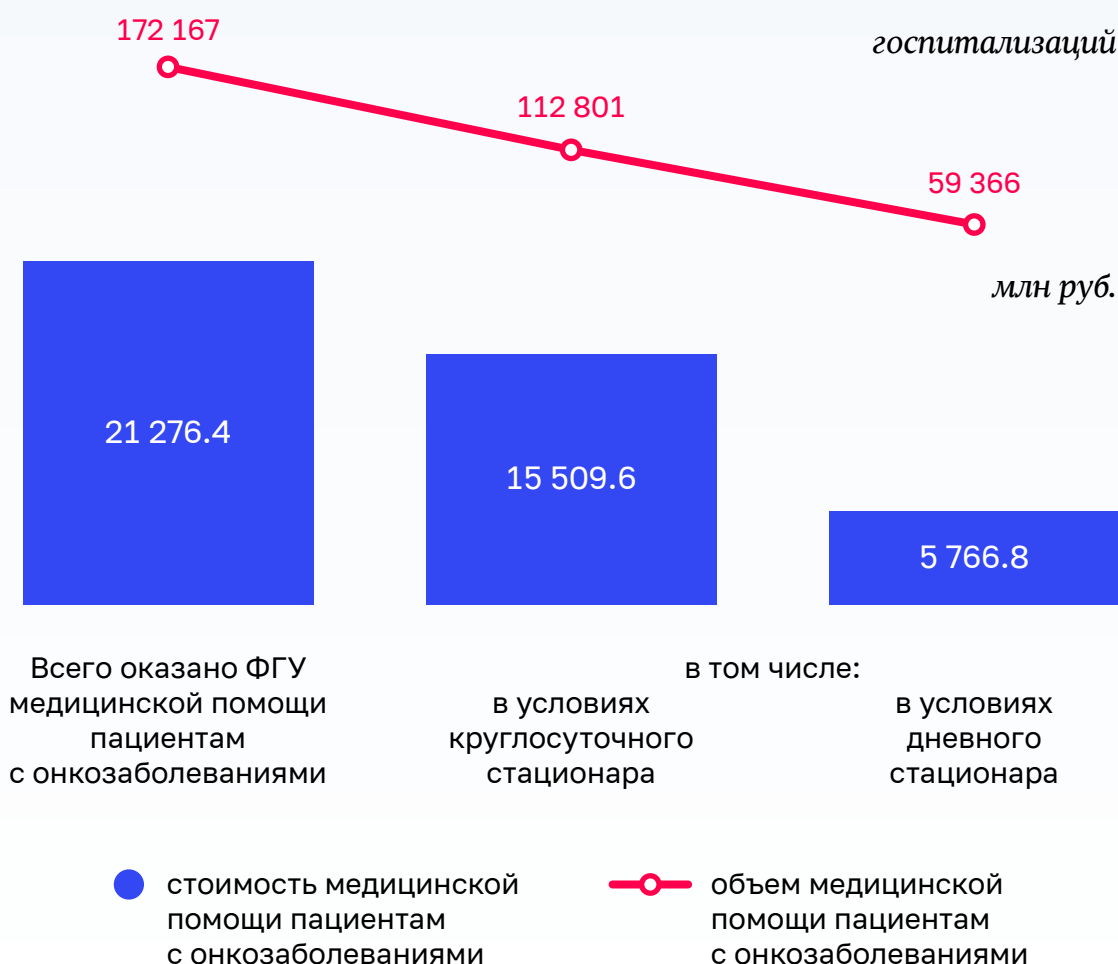 172 167
госпитализаций
112 801
59 366
млн руб.
21 276.4
15 509.6
5 766.8
Всего оказано ФГУ
медицинской помощи
пациентам
с онкозаболеваниями
в том числе:
в условиях
круглосуточного
стационара
в условиях
дневного
стационара
стоимость медицинской
помощи пациентам
с онкозаболеваниями
объем медицинской
помощи пациентам
с онкозаболеваниями